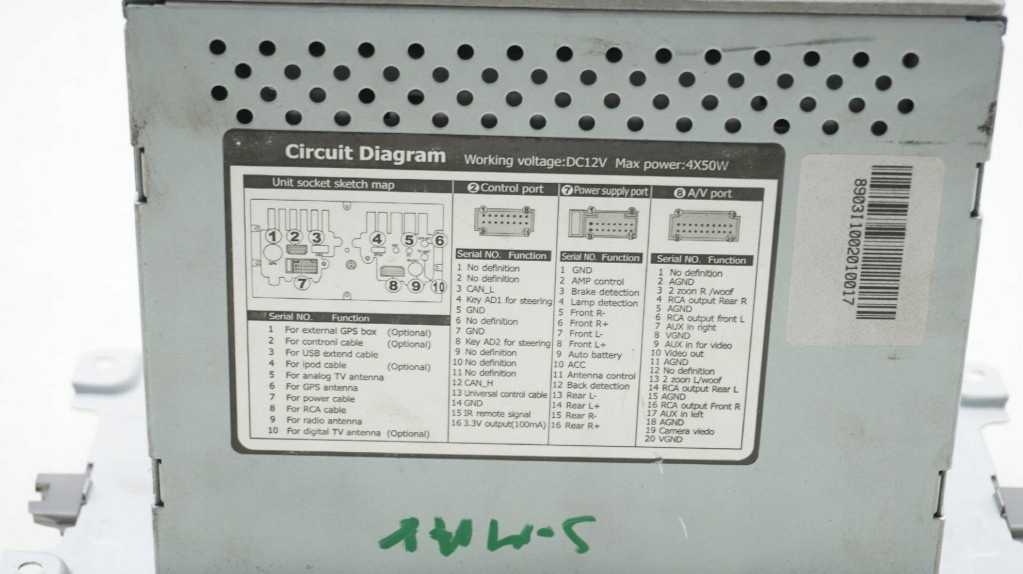 Circuit Diagram Working voltage:DC12V Max power:4X50W
Unit socket sketch map
1 2 3 4 5 6
7 8 9 10
Serial NO. Function
1 For external GPS box (Optional)
2 For contronl cable (Optional)
3 For USB extend cable
4 For ipod cable (Optional)
5 For analog TV antenna
6 For GPS antenna
7 For power cable
8 For RCA cable
9 For radio antenna
10 For digital TV antenna (Optional)
2 Control port
Serial NO. Function
1 No definition
2 No definition
3 CAN_L
4 Key AD1 for steering
5 GND
6 No definition
7 GND
8 Key AD2 for steering
9 No definition
10 No definition
11 No definition
12 CAN_H
13 Universal control cable
14 GND
15 IR remote signal
16 3.3V output(100mA)
7 Power supply port
Serial NO. Function
1 GND
2 AMP control
3 Brake detection
4 Lamp detection
5 Front R-
6 Front R+
7 Front L-
8 Front L+
9 Auto battery
10 ACC
11 Antenna control
12 Back detection
13 Rear L-
14 Rear L+
15 Rear R-
16 Rear R+
8 A/V port
Serial NO. Function
1 No definition
2 AGND
3 2 zoon R /woof
4 RCA output Rear R
5 AGND
6 RCA output front L
7 AUX in right
8 VGND
9 AUX in for video
10 Video out
11 AGND
12 No definition
13 2 zoon L/woof
14 RCA output Rear L
15 AGND
16 RCA output Front R
17 AUX in left
18 AGND
19 Camera viedo
20 VGND
890311002010017
S-MAX